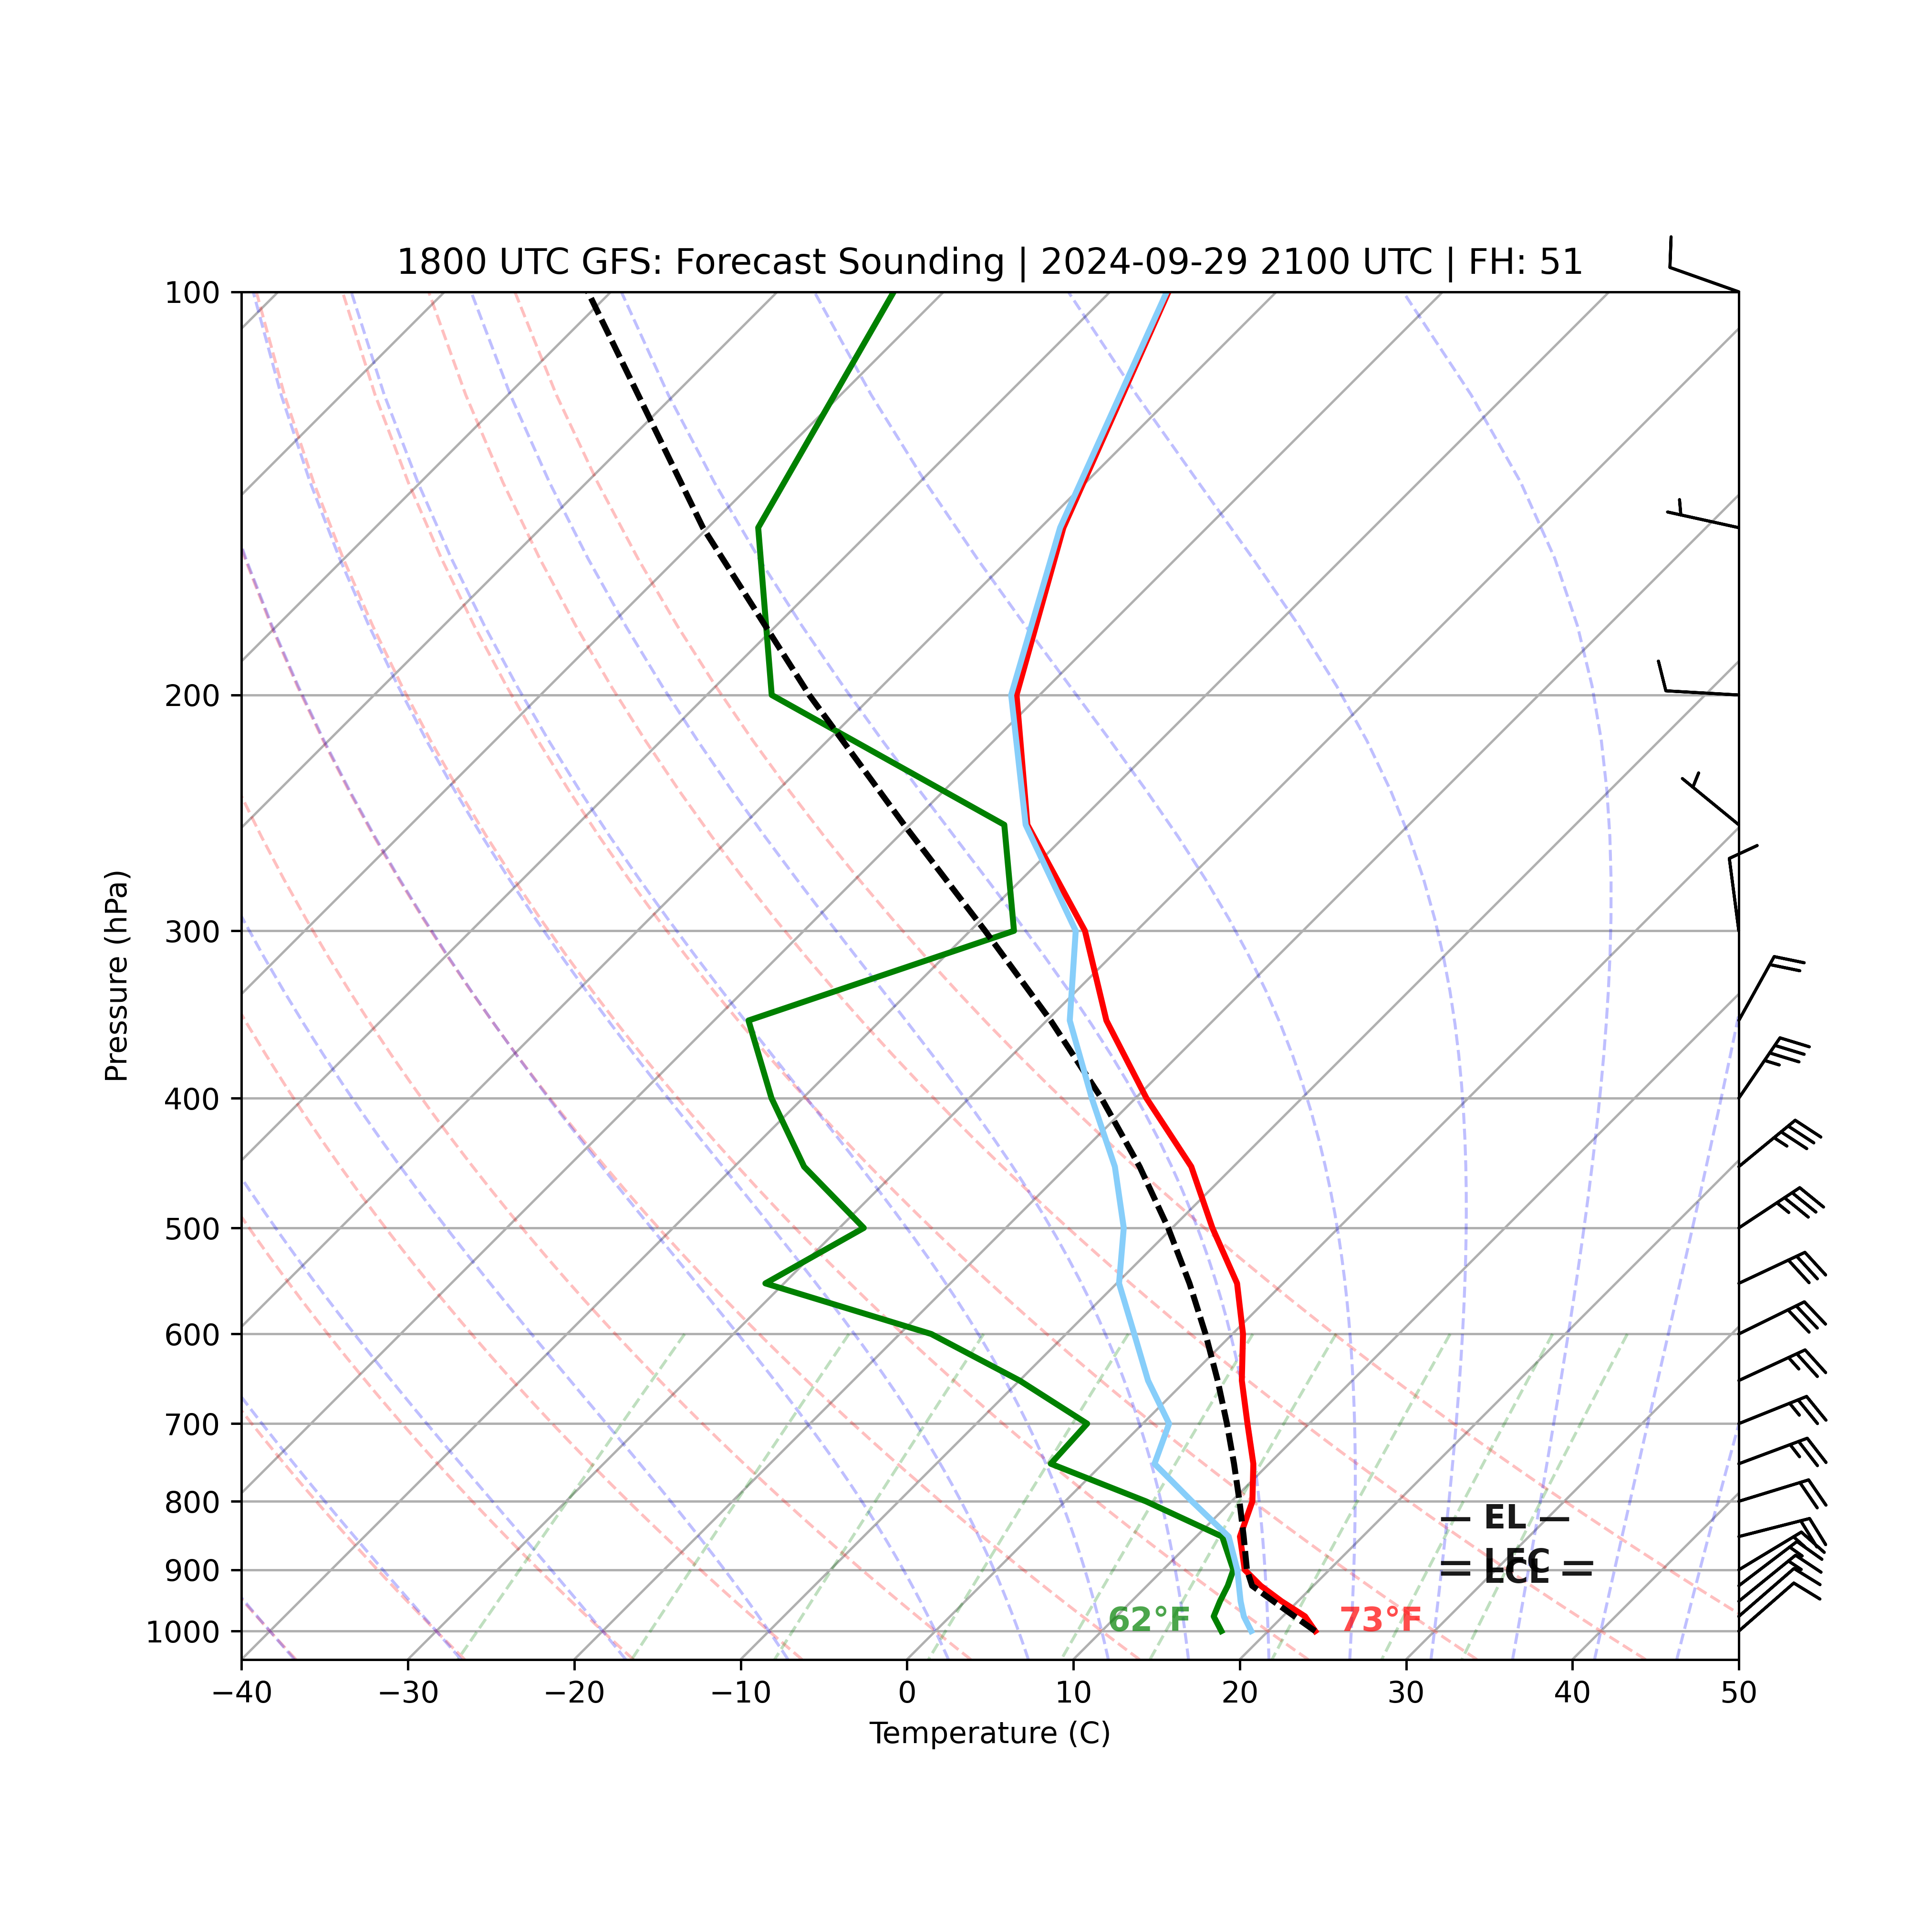 1800 UTC GFS: Forecast Sounding | 2024-09-29 2100 UTC | FH: 51
100
200
300
400
500
600
700
800
900
1000
Pressure (hPa)
— EL —
— LFC —
— LCL —
62°F
73°F
−40 −30 −20 −10 0 10 20 30 40 50
Temperature (C)